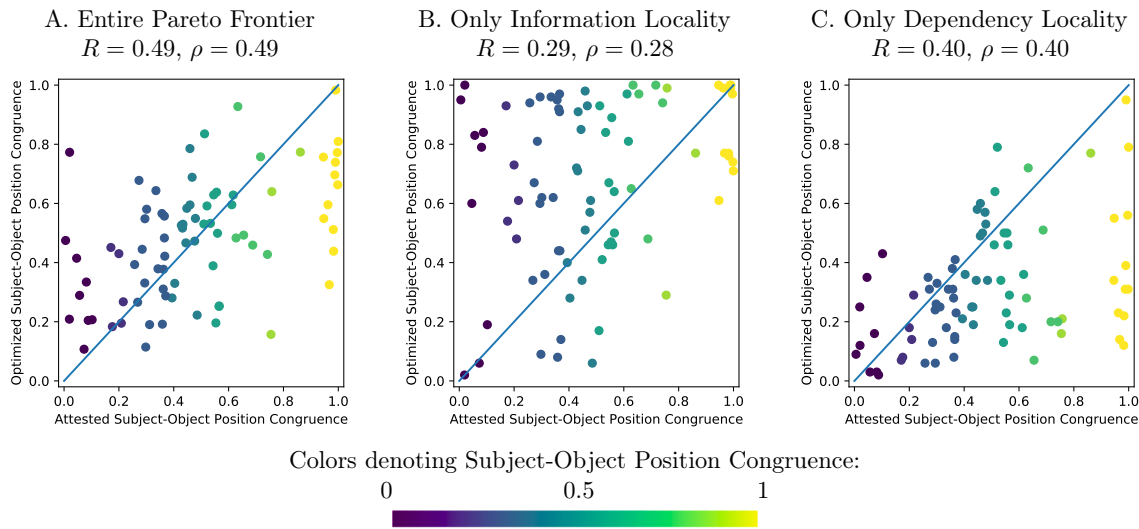 A. Entire Pareto Frontier
R = 0.49, ρ = 0.49
B. Only Information Locality
R = 0.29, ρ = 0.28
C. Only Dependency Locality
R = 0.40, ρ = 0.40
Optimized Subject-Object Position Congruence
1.0
0.8
0.6
0.4
0.2
0.0
0.0 0.2 0.4 0.6 0.8 1.0
Attested Subject-Object Position Congruence
Optimized Subject-Object Position Congruence
1.0
0.8
0.6
0.4
0.2
0.0
0.0 0.2 0.4 0.6 0.8 1.0
Attested Subject-Object Position Congruence
Optimized Subject-Object Position Congruence
1.0
0.8
0.6
0.4
0.2
0.0
0.0 0.2 0.4 0.6 0.8 1.0
Attested Subject-Object Position Congruence
Colors denoting Subject-Object Position Congruence:
0 0.5 1